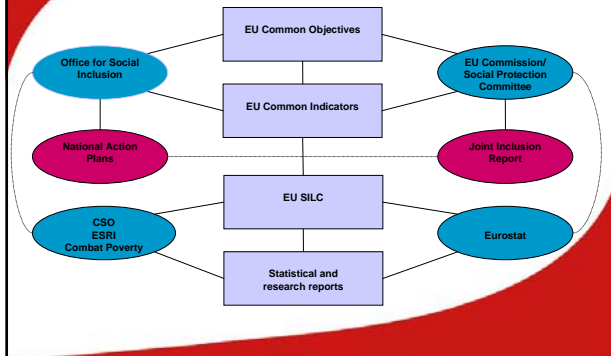 EU Common Objectives
Office for Social
Inclusion
EU Commission/
Social Protection
Committee
EU Common Indicators
National Action
Plans
Joint Inclusion
Report
EU SILC
CSO
ESRI
Combat Poverty
Eurostat
Statistical and
research reports